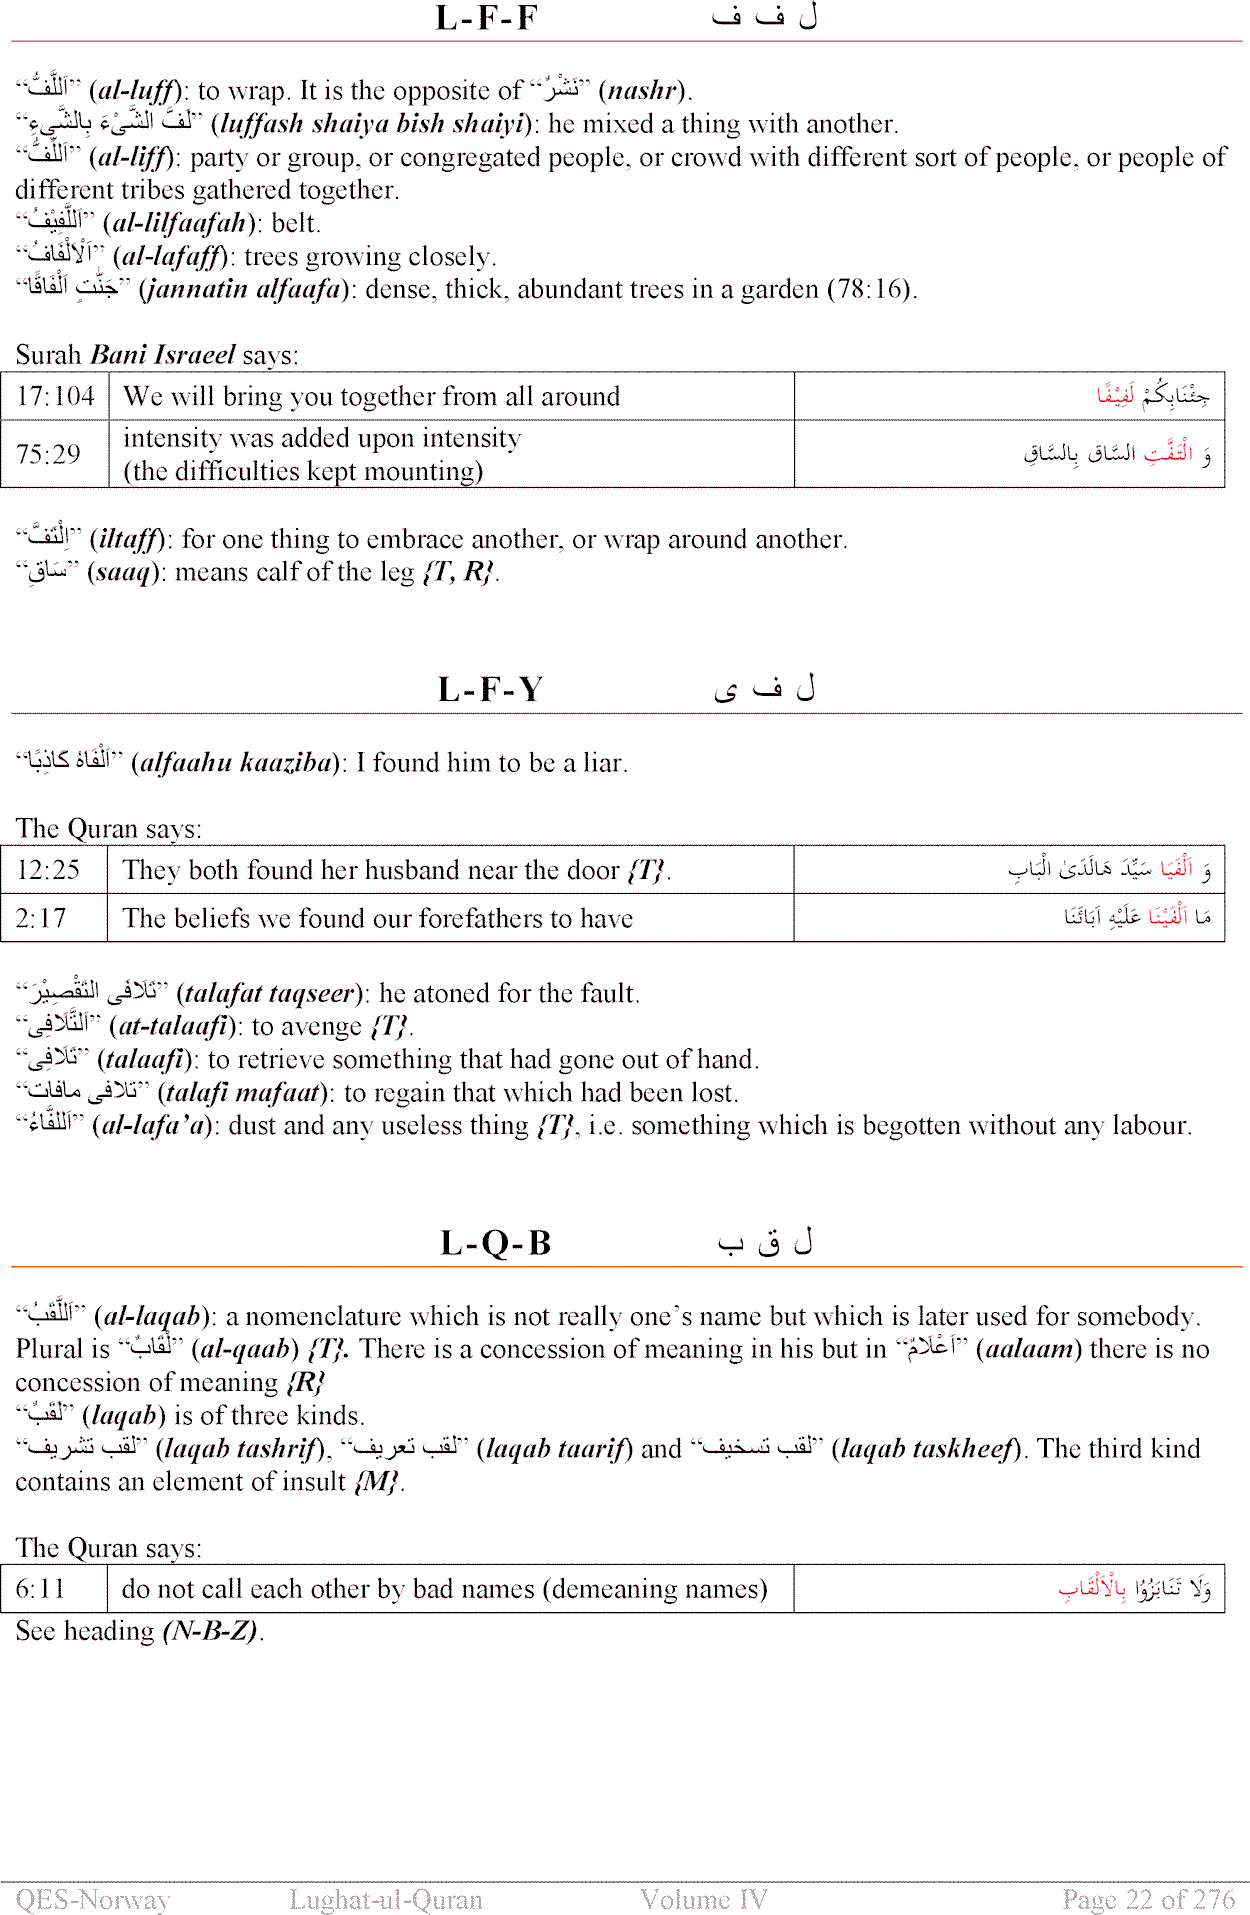 L-F-F ل ف ف
“اَللَّفُّ” (al-luff): to wrap. It is the opposite of “نَشْرٌ” (nashr).
“لَفَّ الشَّیْءَ بِالشَّیءِ” (luffash shaiya bish shaiyi): he mixed a thing with another.
“اَللِّفُّ” (al-liff): party or group, or congregated people, or crowd with different sort of people, or people of
different tribes gathered together.
“اَللَّفِیْفُ” (al-lilfaafah): belt.
“اَلْاَلْفَافُ” (al-lafaff): trees growing closely.
“جَنّٰتٍ اَلْفَافًا” (jannatin alfaafa): dense, thick, abundant trees in a garden (78:16).
Surah Bani Israeel says:
17:104 We will bring you together from all around جِئْنَابِکُمْ لَفِیْفًا
75:29 intensity was added upon intensity
(the difficulties kept mounting) وَ الْتَفَّتِ السَّاق بِالسَّاقِ
“اِلْتَفَّ” (iltaff): for one thing to embrace another, or wrap around another.
“سَاقِ” (saaq): means calf of the leg {T, R}.
L-F-Y ل ف ی
“اَلْفَاهُ کَاذِبًا” (alfaahu kaaziba): I found him to be a liar.
The Quran says:
12:25 They both found her husband near the door {T}. وَ اَلْفَیَا سَیِّدَ هَالَدَیٰ الْبَابِ
2:17 The beliefs we found our forefathers to have مَا اَلْفَیْنَا عَلَیْهِ اٰبَائَنَا
“تَلَافَی التَّقْصِیْرَ” (talafat taqseer): he atoned for the fault.
“اَلتَّلَافِی” (at-talaafi): to avenge {T}.
“تَلَافِی” (talaafi): to retrieve something that had gone out of hand.
“تلافی مافات” (talafi mafaat): to regain that which had been lost.
“اَللَّفَاءُ” (al-lafa’a): dust and any useless thing {T}, i.e. something which is begotten without any labour.
L-Q-B ل ق ب
“اَللَّقَبُ” (al-laqab): a nomenclature which is not really one’s name but which is later used for somebody.
Plural is “لَقَابٌ” (al-qaab) {T}. There is a concession of meaning in his but in “اَعْلَامٌ” (aalaam) there is no
concession of meaning {R}
“لَقَبٌ” (laqab) is of three kinds.
“لقب تشریف” (laqab tashrif), “لقب تعریف” (laqab taarif) and “لقب تسخیف” (laqab taskheef). The third kind
contains an element of insult {M}.
The Quran says:
6:11 do not call each other by bad names (demeaning names) وَلَا تَنَابَزُوْا بِالْاَلْقَابِ
See heading (N-B-Z).
QES-Norway Lughat-ul-Quran Volume IV Page 22 of 276